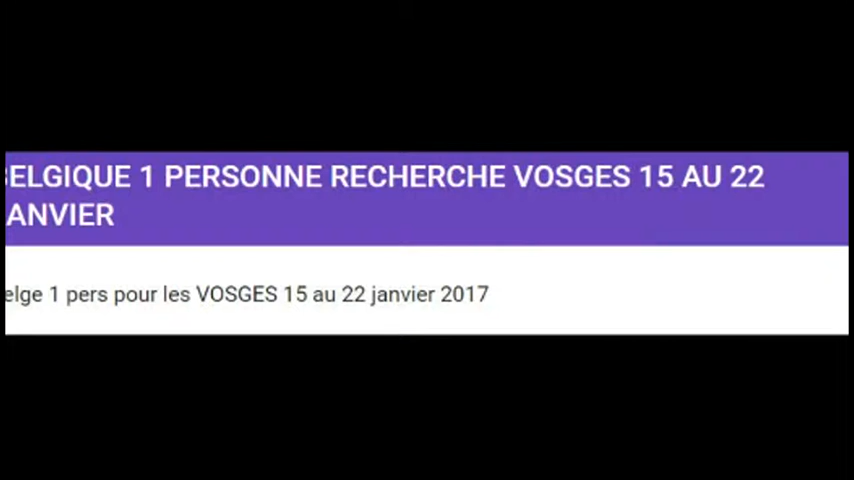 BELGIQUE 1 PERSONNE RECHERCHE VOSGES 15 AU 22
ANVIER
elge 1 pers pour les VOSGES 15 au 22 janvier 2017